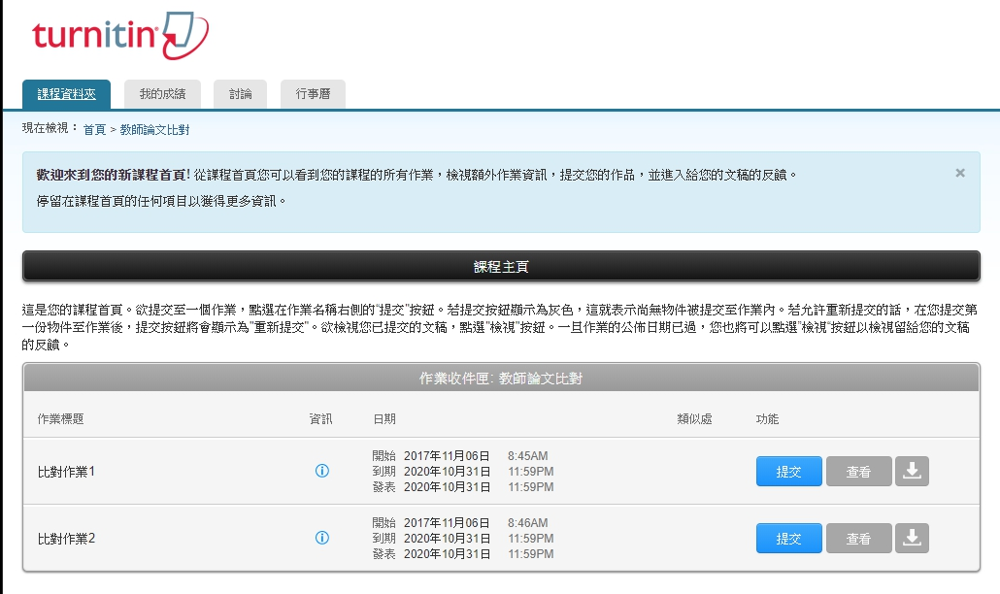 turnitin
課程資料夾 我的成績 討論 行事曆
現在檢視： 首頁 > 教師論文比對
歡迎來到您的新課程首頁! 從課程首頁您可以看到您的課程的所有作業，檢視額外作業資訊，提交您的作品，並進入給您的文稿的反饋。 ×
停留在課程首頁的任何項目以獲得更多資訊。
課程主頁
這是您的課程首頁。欲提交至一個作業，點選在作業名稱右側的"提交"按鈕。若提交按鈕顯示為灰色，這就表示尚無物件被提交至作業內。若允許重新提交的話，在您提交第
一份物件至作業後，提交按鈕將會顯示為"重新提交"。欲檢視您已提交的文稿，點選"檢視"按鈕。一旦作業的公佈日期已過，您也將可以點選"檢視"按鈕以檢視留給您的文稿
的反饋。
作業收件匣: 教師論文比對
作業標題 資訊 日期 類似處 功能
開始 2017年11月06日 8:45AM
比對作業1 到期 2020年10月31日 11:59PM 提交 查看
發表 2020年10月31日 11:59PM
開始 2017年11月06日 8:46AM
比對作業2 到期 2020年10月31日 11:59PM 提交 查看
發表 2020年10月31日 11:59PM